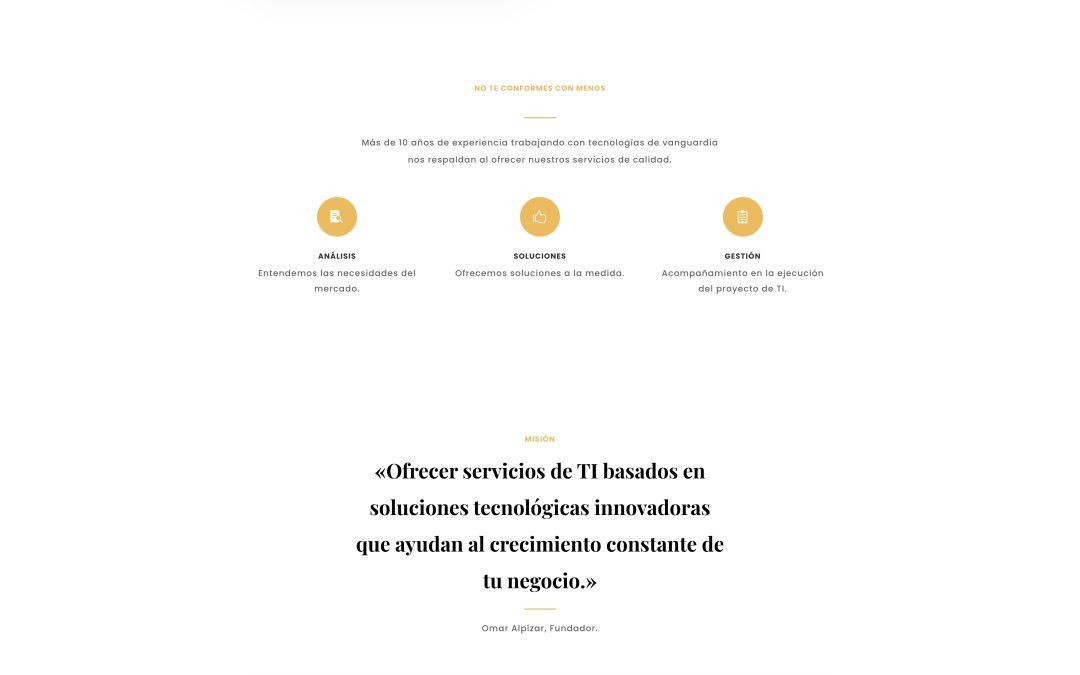 NO TE CONFORMES CON MENOS
Más de 10 años de experiencia trabajando con tecnologías de vanguardia
nos respaldan al ofrecer nuestros servicios de calidad.
ANÁLISIS
Entendemos las necesidades del
mercado.
SOLUCIONES
Ofrecemos soluciones a la medida.
GESTIÓN
Acompañamiento en la ejecución
del proyecto de TI.
MISIÓN
«Ofrecer servicios de TI basados en
soluciones tecnológicas innovadoras
que ayudan al crecimiento constante de
tu negocio.»
Omar Alpízar, Fundador.